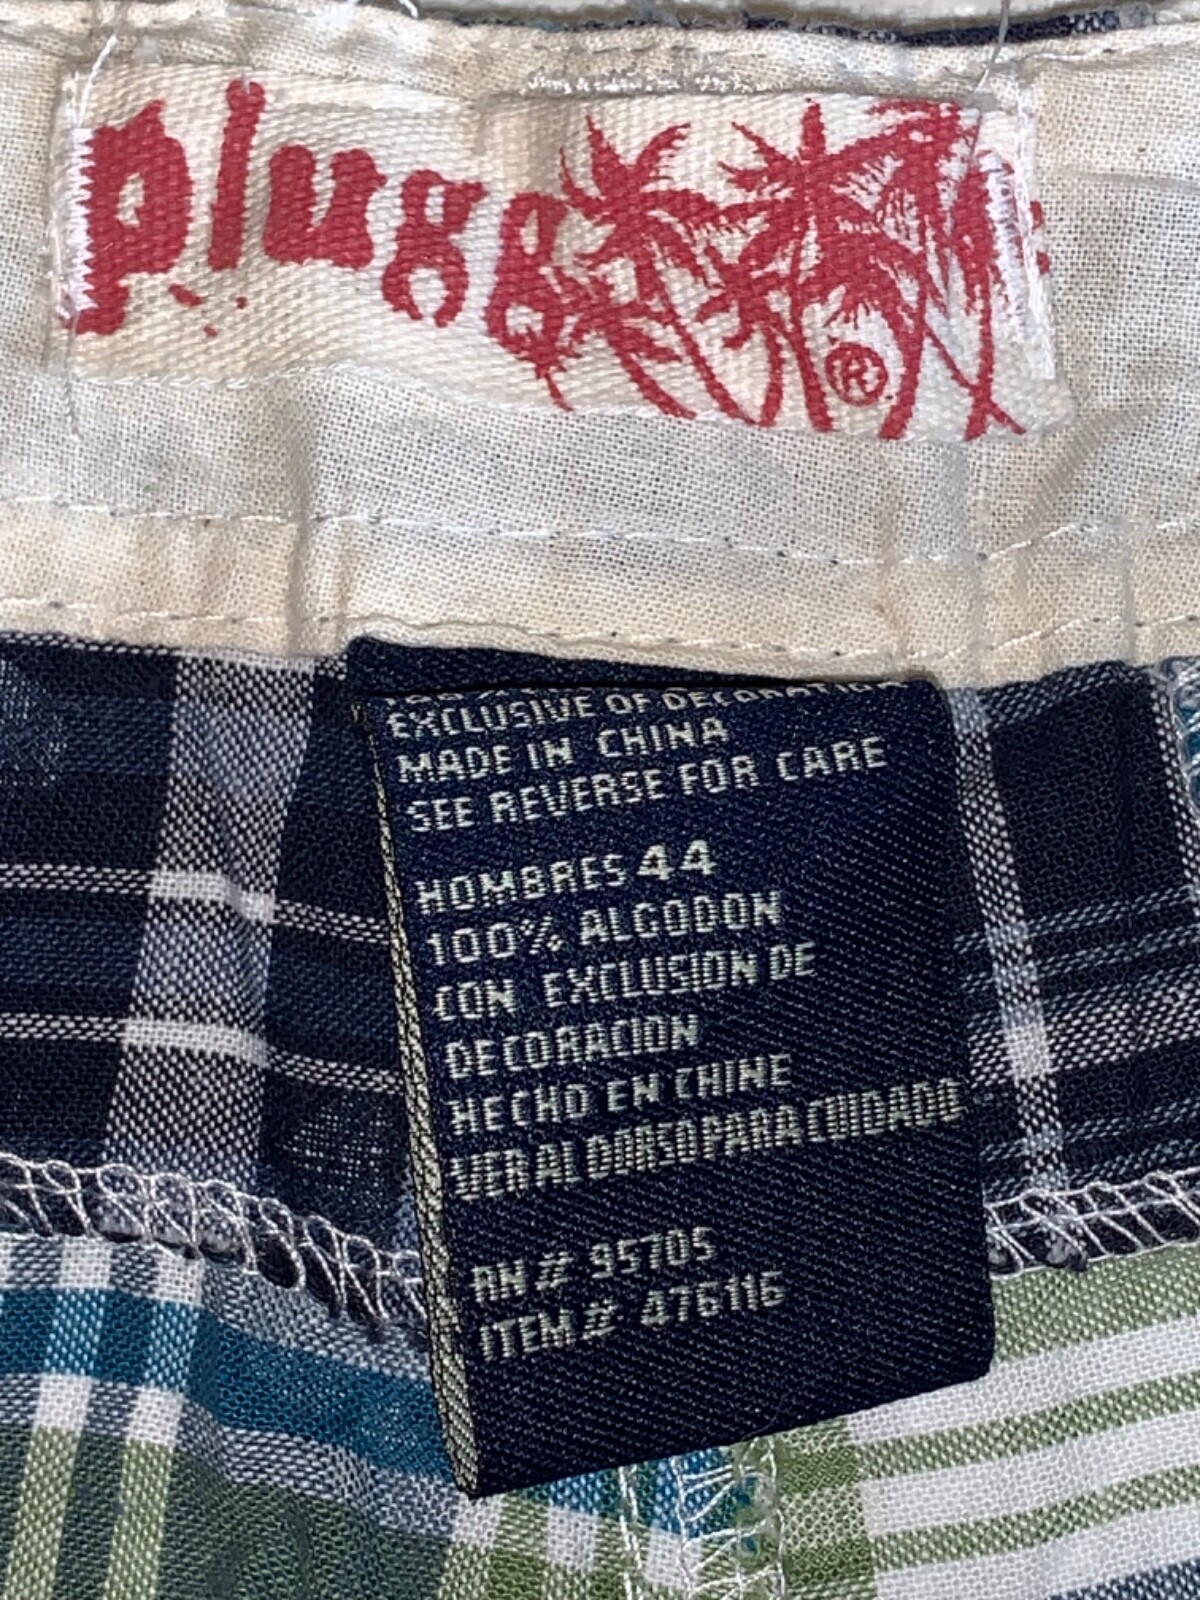 plugg
®
EXCLUSIVE OF DECORATION
MADE IN CHINA
SEE REVERSE FOR CARE
HOMBRES 44
100% ALGODON
CON EXCLUSION DE
DECORACION
HECHO EN CHINE
VER AL DORSO PARA CUIDADO
RN# 95705
ITEM# 476116